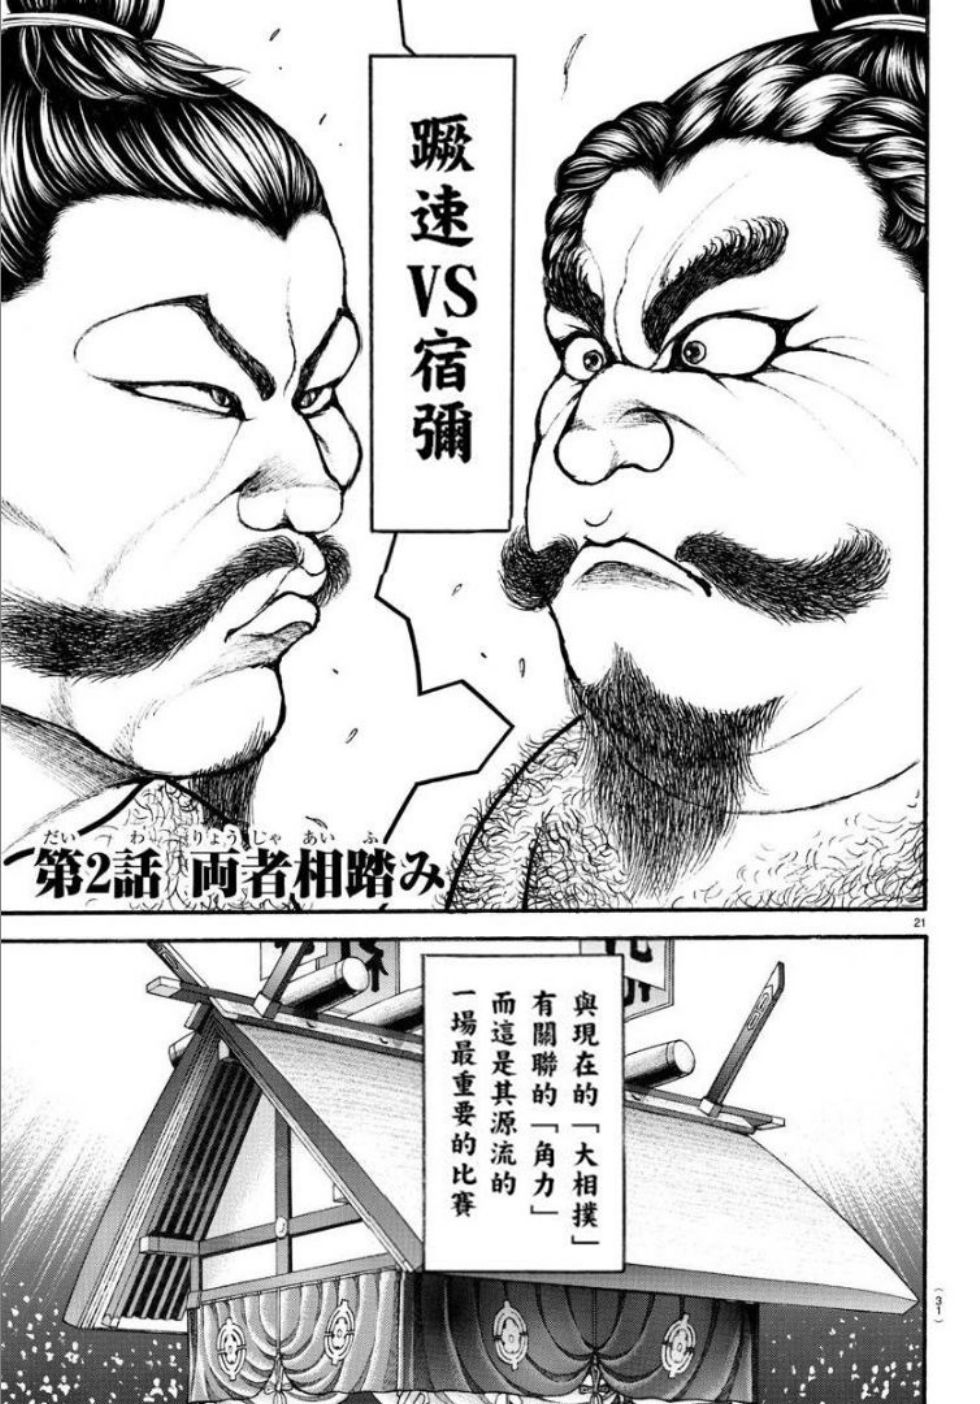 蹶速VS宿彌
だい わ りょうしゃ あい ふ
第2話 両者相踏み
21
與現在的「大相撲」
有關聯的「角力」
而這是其源流的
一場最重要的比賽
(31)